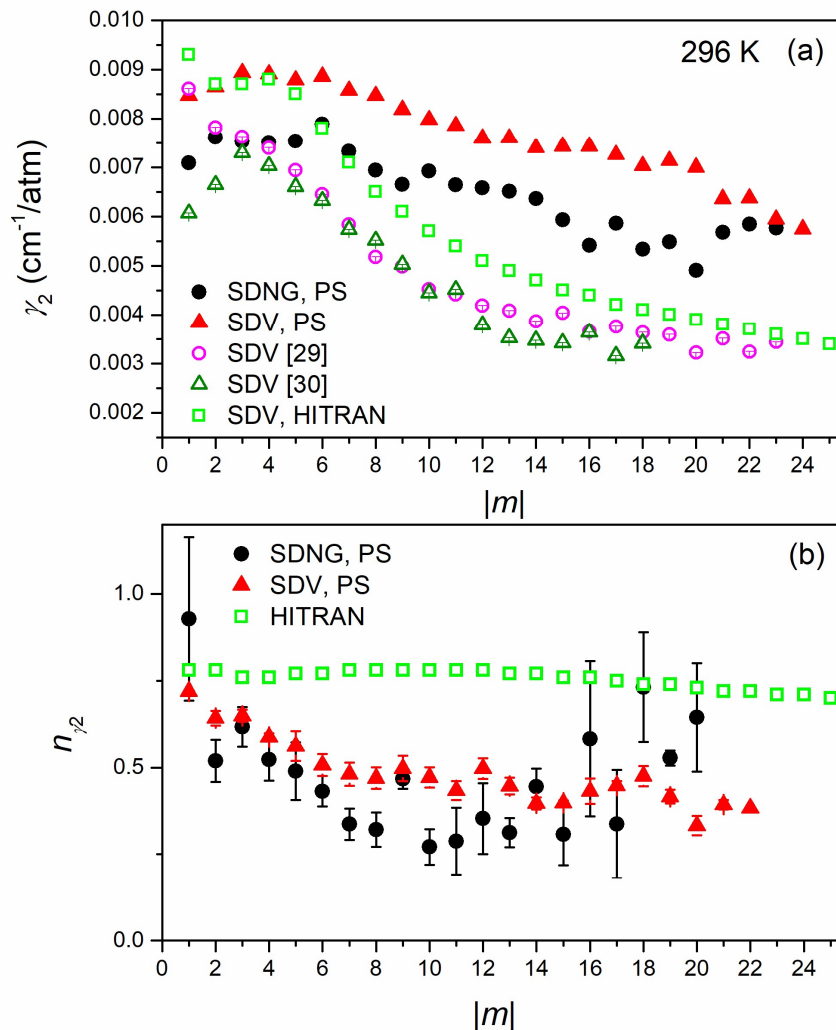 0.010
0.009
0.008
0.007
0.006
0.005
0.004
0.003
0.002
γ₂ (cm⁻¹/atm)
296 K (a)
SDNG, PS
SDV, PS
SDV [29]
SDV [30]
SDV, HITRAN
0 2 4 6 8 10 12 14 16 18 20 22 24
|m|
(b)
SDNG, PS
SDV, PS
HITRAN
1.0
0.5
0.0
nγ2
0 2 4 6 8 10 12 14 16 18 20 22 24
|m|